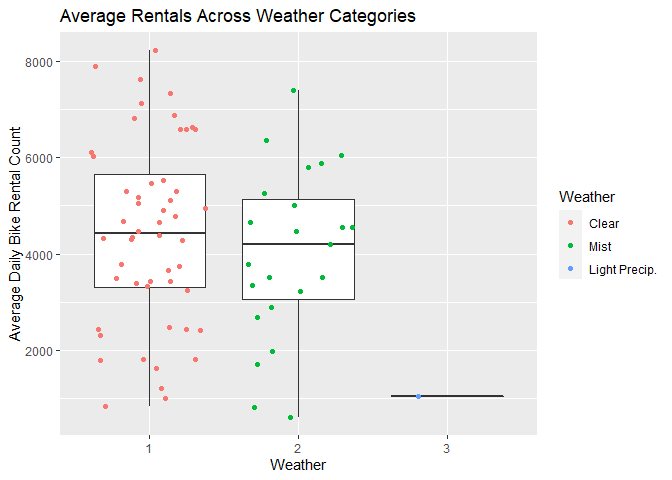 Average Rentals Across Weather Categories
Average Daily Bike Rental Count
8000
6000
4000
2000
1
2
3
Weather
Weather
Clear
Mist
Light Precip.